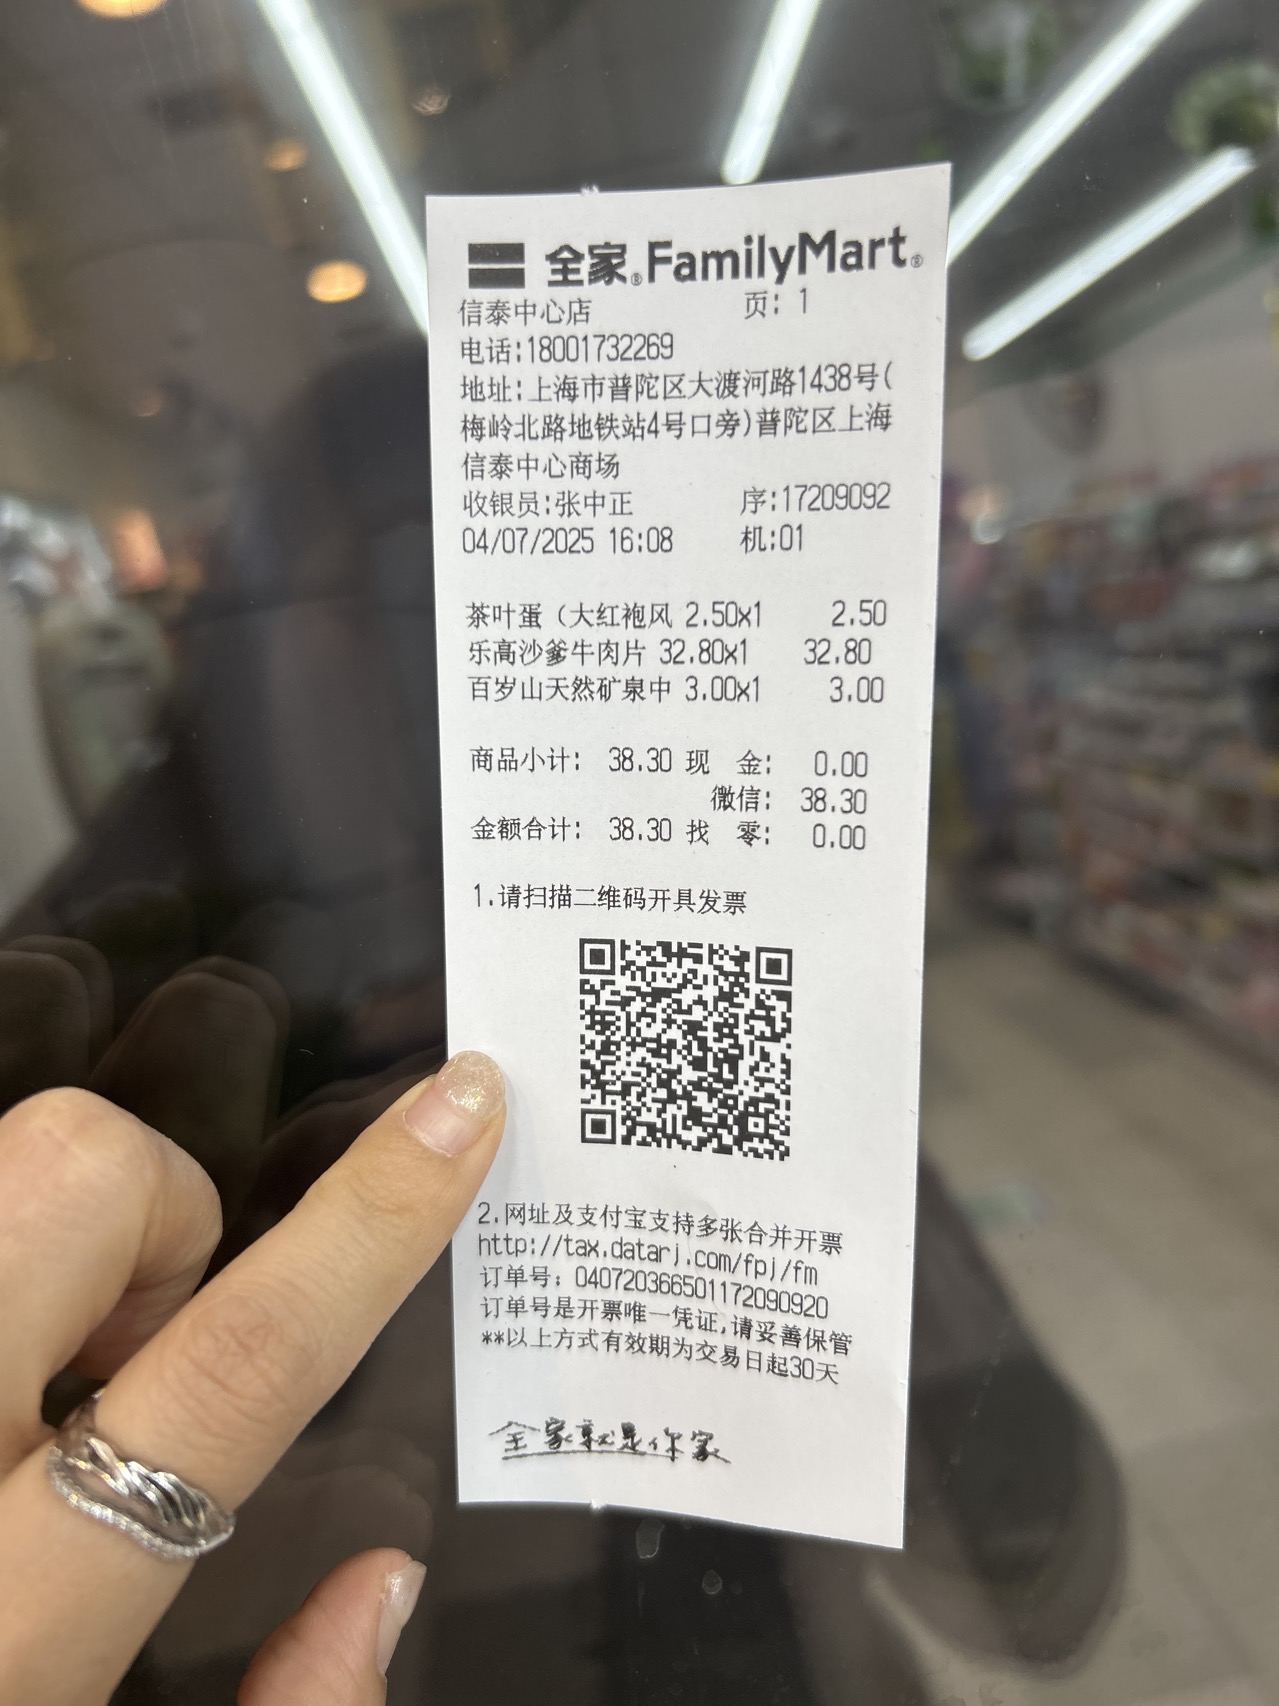 全家® FamilyMart®
信泰中心店 页: 1
电话:18001732269
地址:上海市普陀区大渡河路1438号(
梅岭北路地铁站4号口旁)普陀区上海
信泰中心商场
收银员:张中正 序:17209092
04/07/2025 16:08 机:01
茶叶蛋（大红袍风 2.50x1 2.50
乐高沙爹牛肉片 32.80x1 32.80
百岁山天然矿泉中 3.00x1 3.00
商品小计: 38.30 现 金: 0.00
微信: 38.30
金额合计: 38.30 找 零: 0.00
1.请扫描二维码开具发票
2.网址及支付宝支持多张合并开票
http://tax.datarj.com/fpj/fm
订单号: 040720366501172090920
订单号是开票唯一凭证,请妥善保管
**以上方式有效期为交易日起30天
全家就是你家